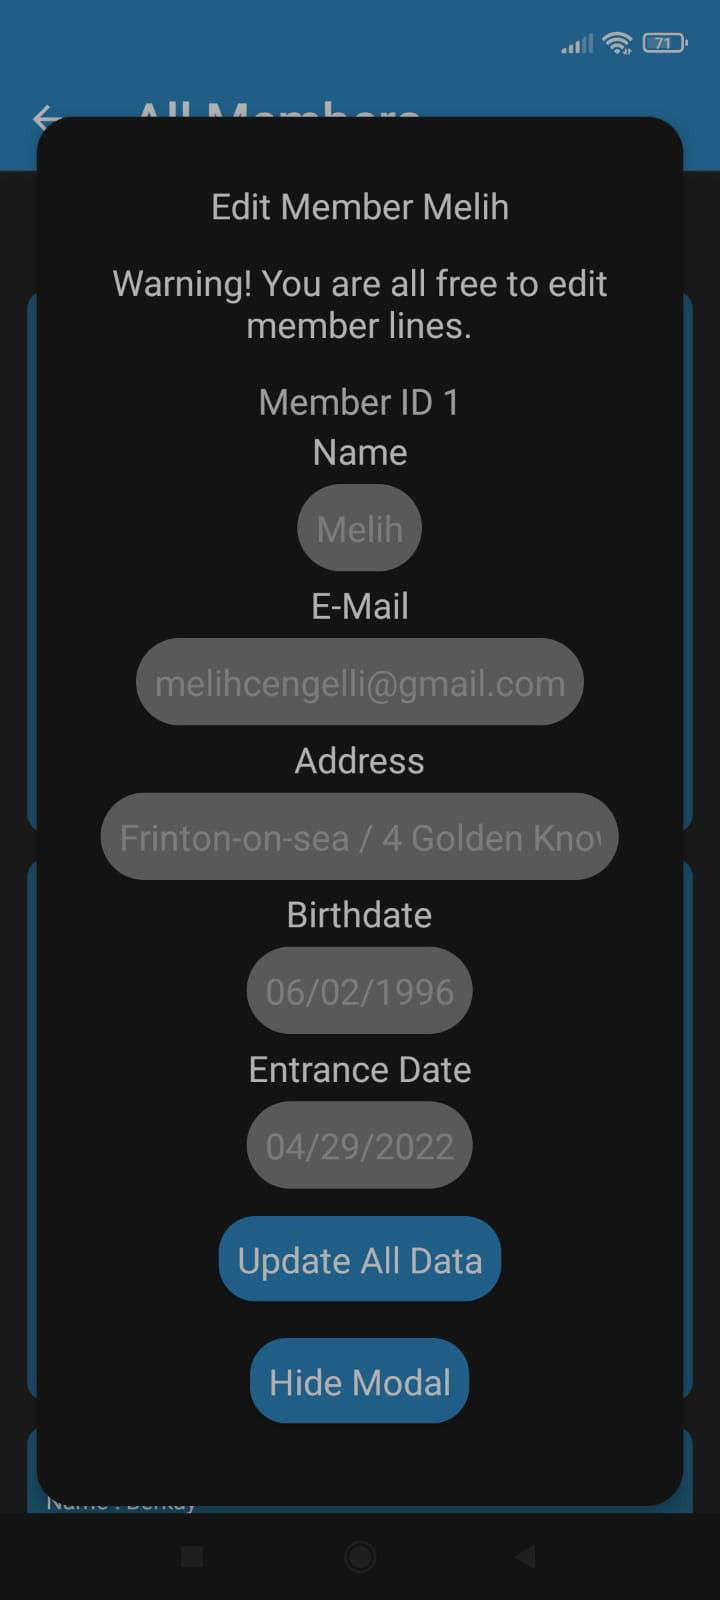 71
All Members
Edit Member Melih
Warning! You are all free to edit
member lines.
Member ID 1
Name
Melih
E-Mail
melihcengelli@gmail.com
Address
Frinton-on-sea / 4 Golden Kno
Birthdate
06/02/1996
Entrance Date
04/29/2022
Update All Data
Hide Modal
Name : Berkay